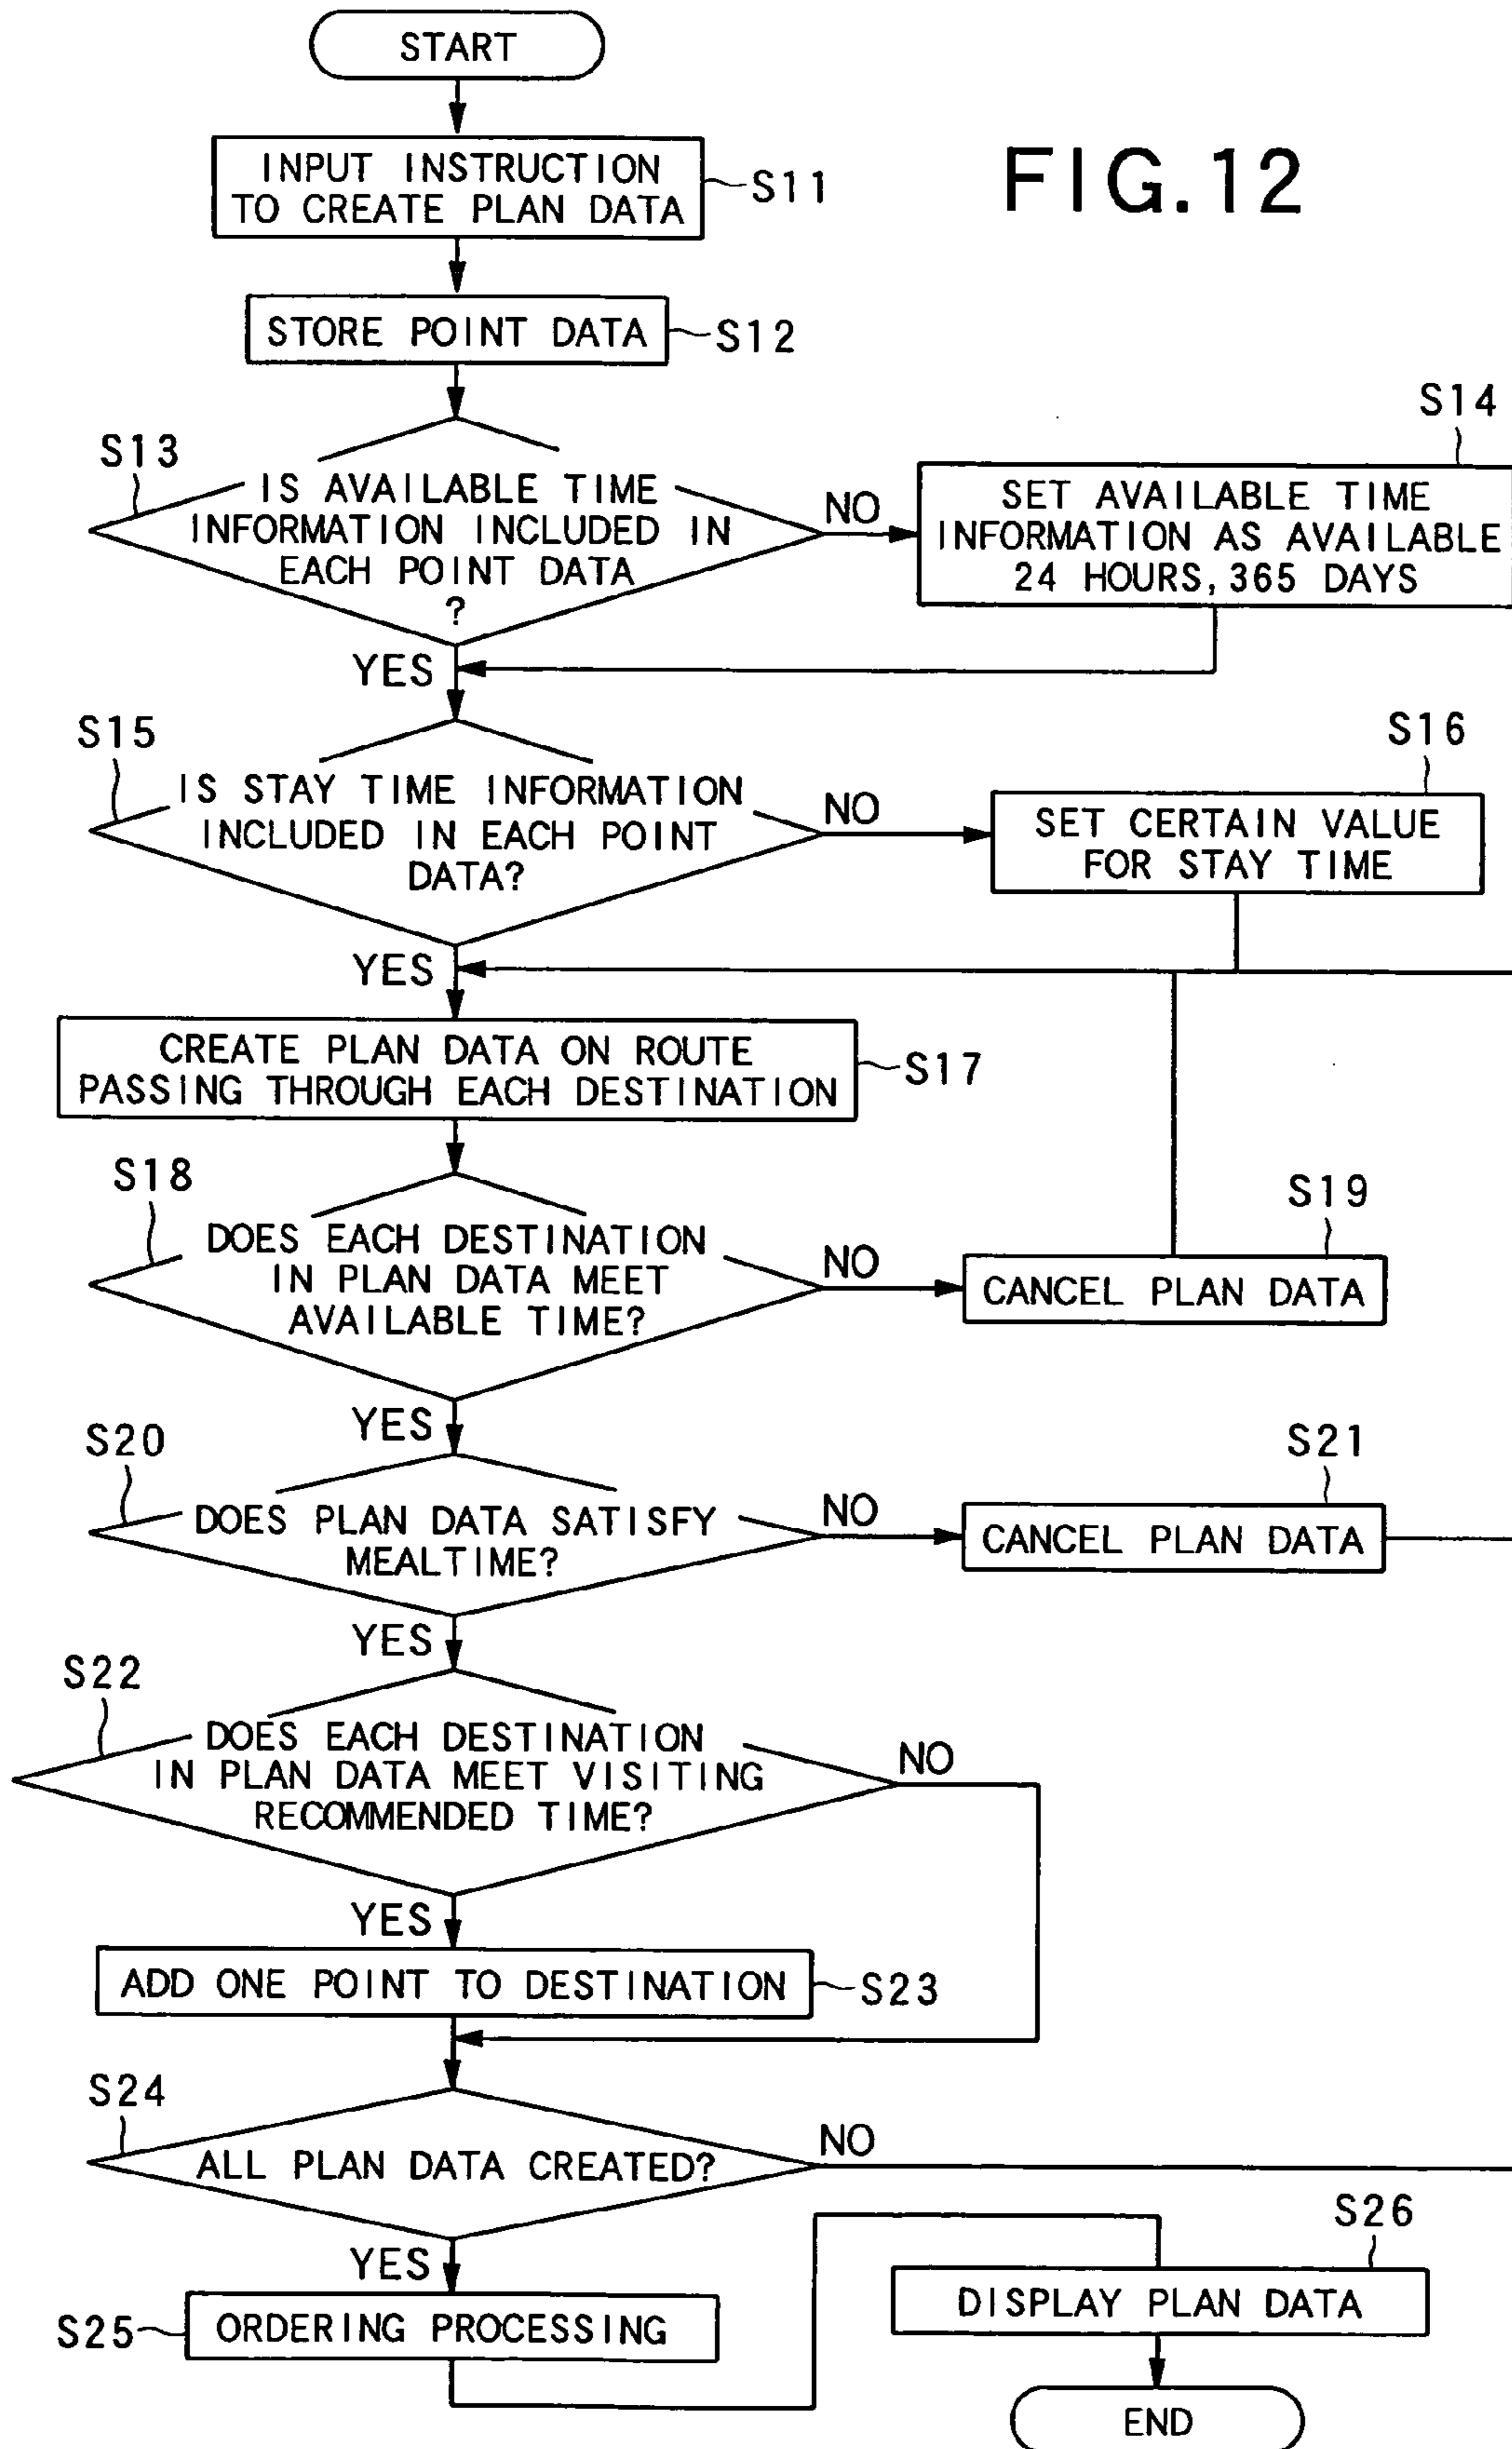 START
FIG.12
INPUT INSTRUCTION
TO CREATE PLAN DATA
S11
STORE POINT DATA
S12
S13
IS AVAILABLE TIME
INFORMATION INCLUDED IN
EACH POINT DATA
?
NO
S14
SET AVAILABLE TIME
INFORMATION AS AVAILABLE
24 HOURS, 365 DAYS
YES
S15
IS STAY TIME INFORMATION
INCLUDED IN EACH POINT
DATA?
NO
S16
SET CERTAIN VALUE
FOR STAY TIME
YES
CREATE PLAN DATA ON ROUTE
PASSING THROUGH EACH DESTINATION
S17
S18
DOES EACH DESTINATION
IN PLAN DATA MEET
AVAILABLE TIME?
NO
S19
CANCEL PLAN DATA
YES
S20
DOES PLAN DATA SATISFY
MEALTIME?
NO
S21
CANCEL PLAN DATA
YES
S22
DOES EACH DESTINATION
IN PLAN DATA MEET VISITING
RECOMMENDED TIME?
NO
YES
ADD ONE POINT TO DESTINATION
S23
S24
ALL PLAN DATA CREATED?
NO
YES
S25
ORDERING PROCESSING
S26
DISPLAY PLAN DATA
END